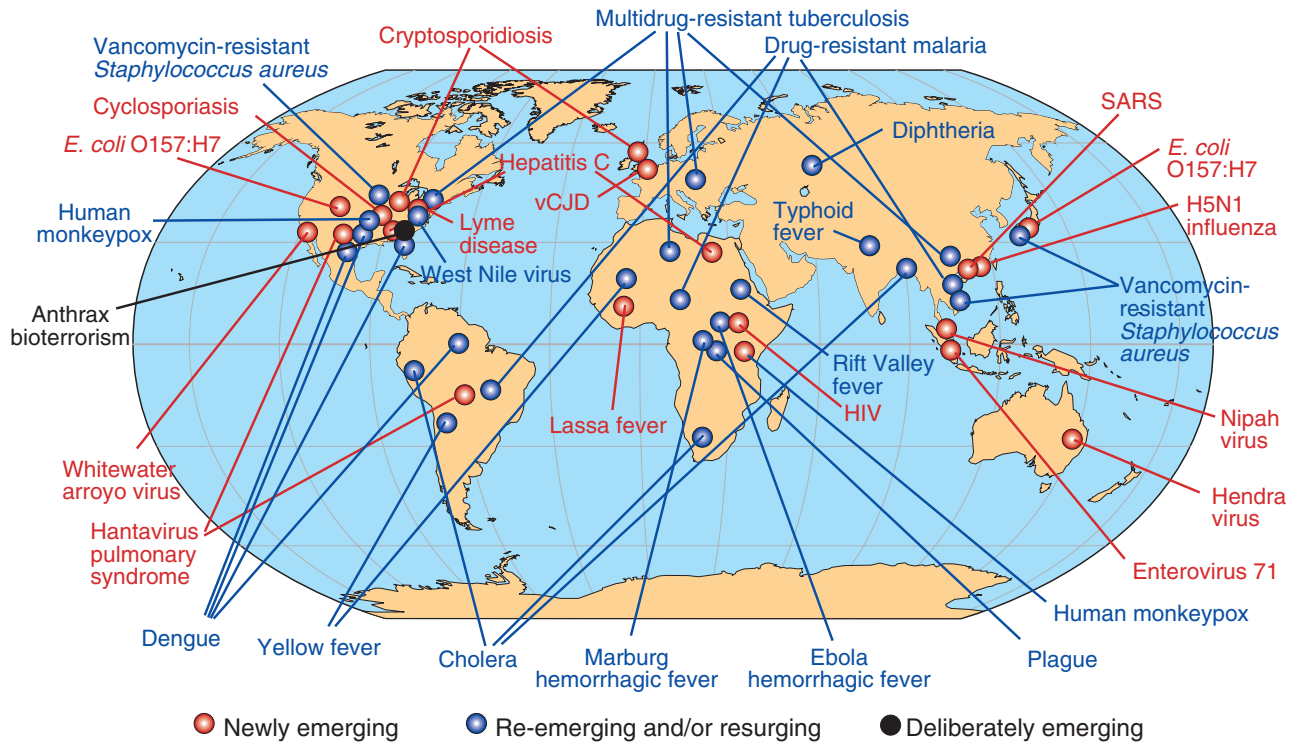 Multidrug-resistant tuberculosis
Vancomycin-resistant
Staphylococcus aureus
Cryptosporidiosis
Drug-resistant malaria
Cyclosporiasis
SARS
E. coli O157:H7
Diphtheria
E. coli
O157:H7
Hepatitis C
vCJD
Human
monkeypox
Lyme
disease
Typhoid
fever
H5N1
influenza
West Nile virus
Anthrax
bioterrorism
Vancomycin-
resistant
Staphylococcus
aureus
Rift Valley
fever
HIV
Lassa fever
Nipah
virus
Whitewater
arroyo virus
Hendra
virus
Hantavirus
pulmonary
syndrome
Enterovirus 71
Human monkeypox
Dengue
Yellow fever
Cholera
Marburg
hemorrhagic fever
Ebola
hemorrhagic fever
Plague
Newly emerging
Re-emerging and/or resurging
Deliberately emerging